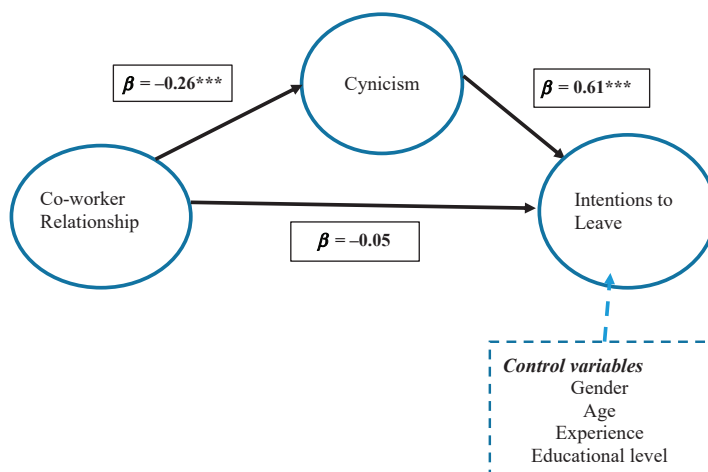 Cynicism
β = –0.26***
β = 0.61***
Co-worker
Relationship
Intentions to
Leave
β = –0.05
Control variables
Gender
Age
Experience
Educational level